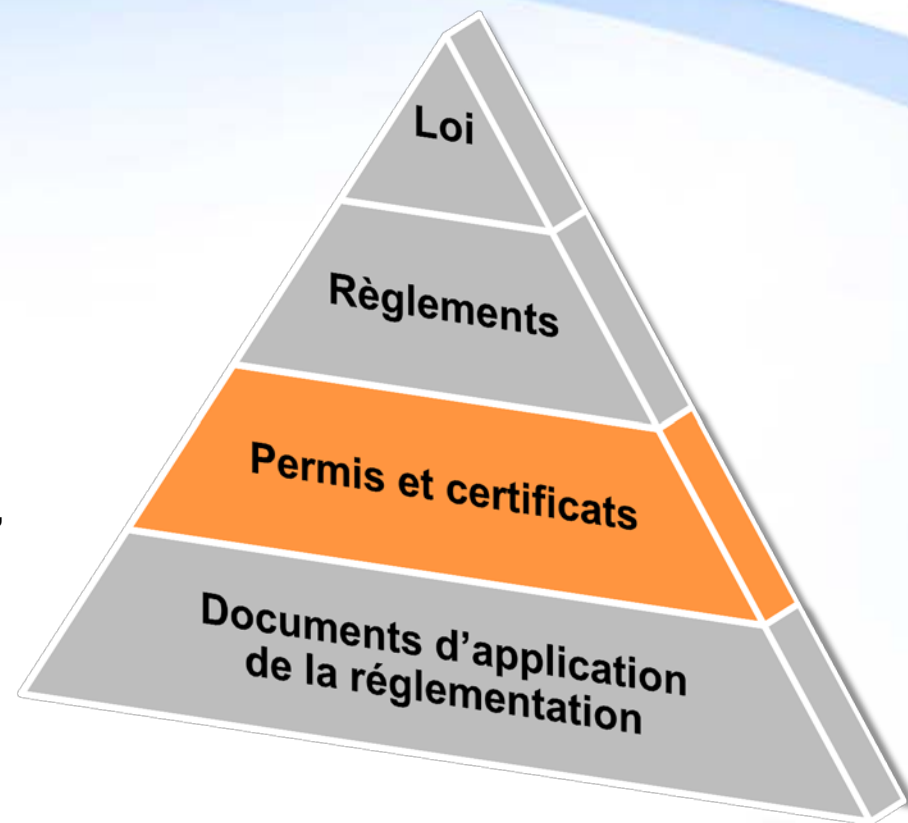 Loi
Règlements
Permis et certificats
Documents d’application
de la réglementation